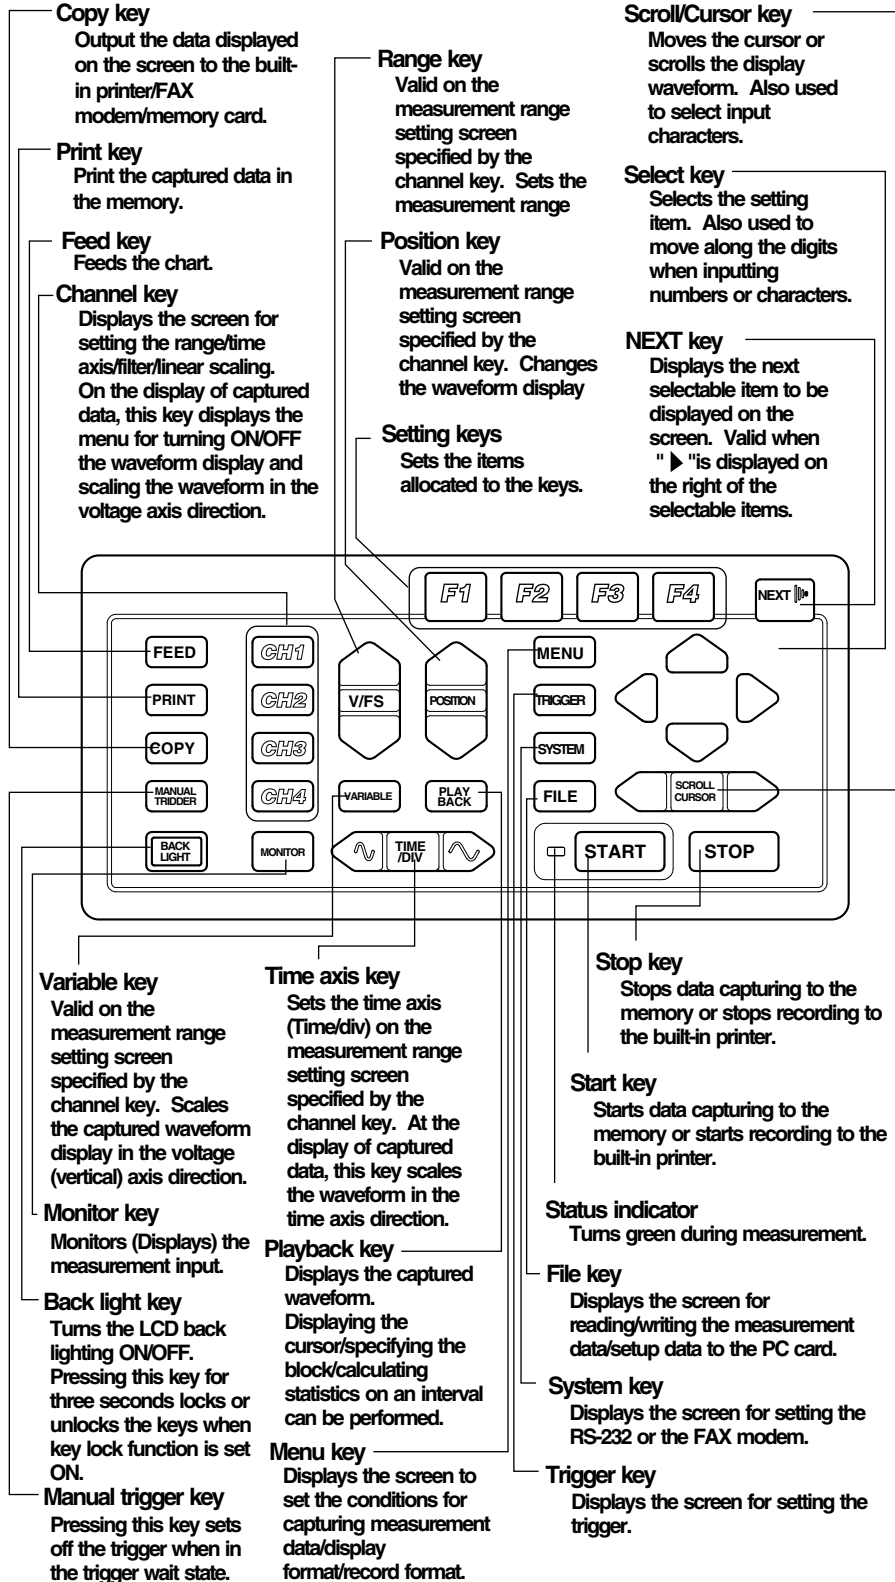 Copy key
Output the data displayed
on the screen to the built-
in printer/FAX
modem/memory card.
Print key
Print the captured data in
the memory.
Feed key
Feeds the chart.
Channel key
Displays the screen for
setting the range/time
axis/filter/linear scaling.
On the display of captured
data, this key displays the
menu for turning ON/OFF
the waveform display and
scaling the waveform in the
voltage axis direction.
Range key
Valid on the
measurement range
setting screen
specified by the
channel key. Sets the
measurement range
Position key
Valid on the
measurement range
setting screen
specified by the
channel key. Changes
the waveform display
Setting keys
Sets the items
allocated to the keys.
Scroll/Cursor key
Moves the cursor or
scrolls the display
waveform. Also used
to select input
characters.
Select key
Selects the setting
item. Also used to
move along the digits
when inputting
numbers or characters.
NEXT key
Displays the next
selectable item to be
displayed on the
screen. Valid when
" ▶ "is displayed on
the right of the
selectable items.
F1 F2 F3 F4 NEXT
FEED CH1 MENU
PRINT CH2 V/FS POSITION TRIGGER
COPY CH3 SYSTEM
MANUAL
TRIDDER
CH4 VARIABLE
PLAY
BACK
FILE
SCROLL
CURSOR
BACK
LIGHT
MONITOR
TIME
/DIV
START STOP
Variable key
Valid on the
measurement range
setting screen
specified by the
channel key. Scales
the captured waveform
display in the voltage
(vertical) axis direction.
Monitor key
Monitors (Displays) the
measurement input.
Back light key
Turns the LCD back
lighting ON/OFF.
Pressing this key for
three seconds locks or
unlocks the keys when
key lock function is set
ON.
Manual trigger key
Pressing this key sets
off the trigger when in
the trigger wait state.
Time axis key
Sets the time axis
(Time/div) on the
measurement range
setting screen
specified by the
channel key. At the
display of captured
data, this key scales
the waveform in the
time axis direction.
Playback key
Displays the captured
waveform.
Displaying the
cursor/specifying the
block/calculating
statistics on an interval
can be performed.
Menu key
Displays the screen to
set the conditions for
capturing measurement
data/display
format/record format.
Stop key
Stops data capturing to the
memory or stops recording to
the built-in printer.
Start key
Starts data capturing to the
memory or starts recording to the
built-in printer.
Status indicator
Turns green during measurement.
File key
Displays the screen for
reading/writing the measurement
data/setup data to the PC card.
System key
Displays the screen for setting the
RS-232 or the FAX modem.
Trigger key
Displays the screen for setting the
trigger.